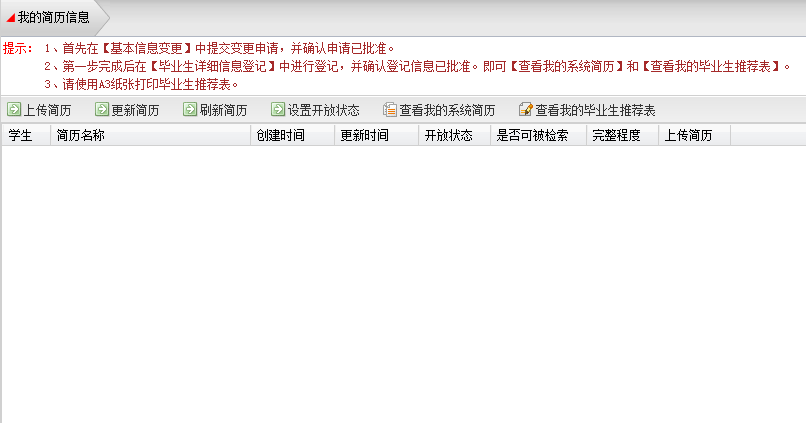 我的简历信息
提示： 1、首先在【基本信息变更】中提交变更申请，并确认申请已批准。
2、第一步完成后在【毕业生详细信息登记】中进行登记，并确认登记信息已批准。即可【查看我的系统简历】和【查看我的毕业生推荐表】。
3、请使用A3纸张打印毕业生推荐表。
上传简历 更新简历 刷新简历 设置开放状态 查看我的系统简历 查看我的毕业生推荐表
学生 简历名称 创建时间 更新时间 开放状态 是否可被检索 完整程度 上传简历